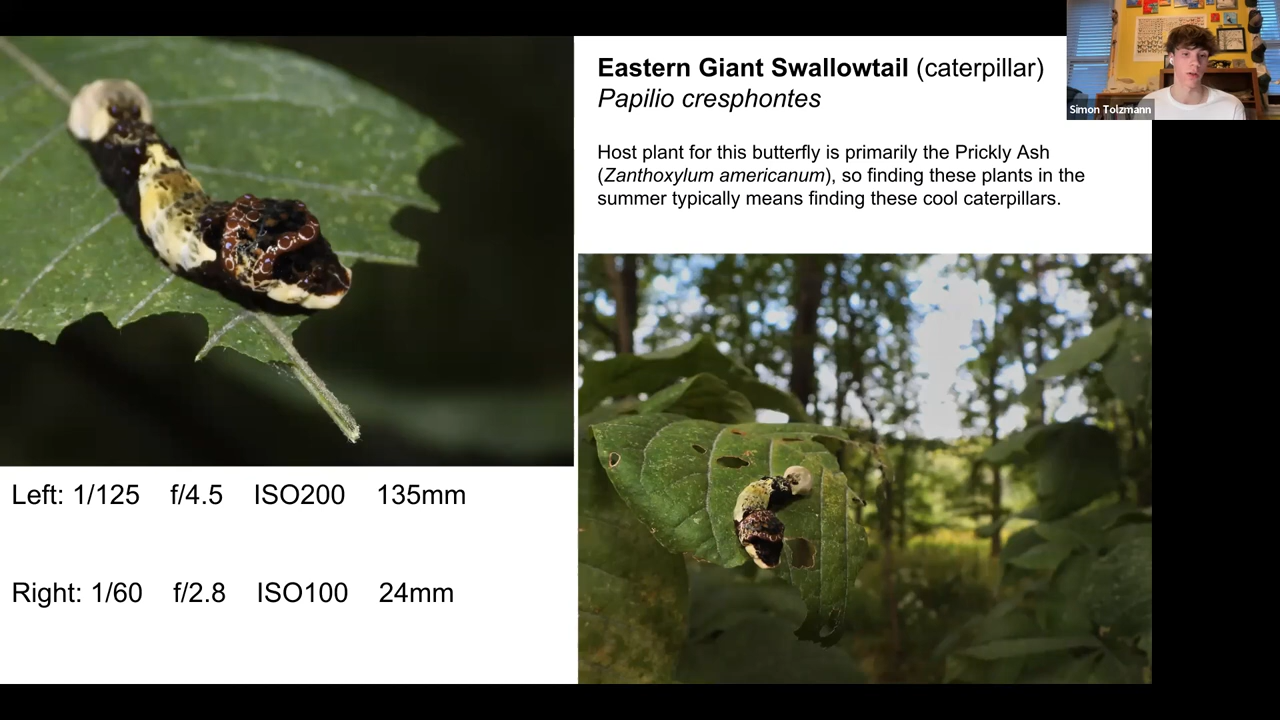 Eastern Giant Swallowtail (caterpillar)
Papilio cresphontes
Host plant for this butterfly is primarily the Prickly Ash
(Zanthoxylum americanum), so finding these plants in the
summer typically means finding these cool caterpillars.
Simon Tolzmann
Left: 1/125 f/4.5 ISO200 135mm
Right: 1/60 f/2.8 ISO100 24mm